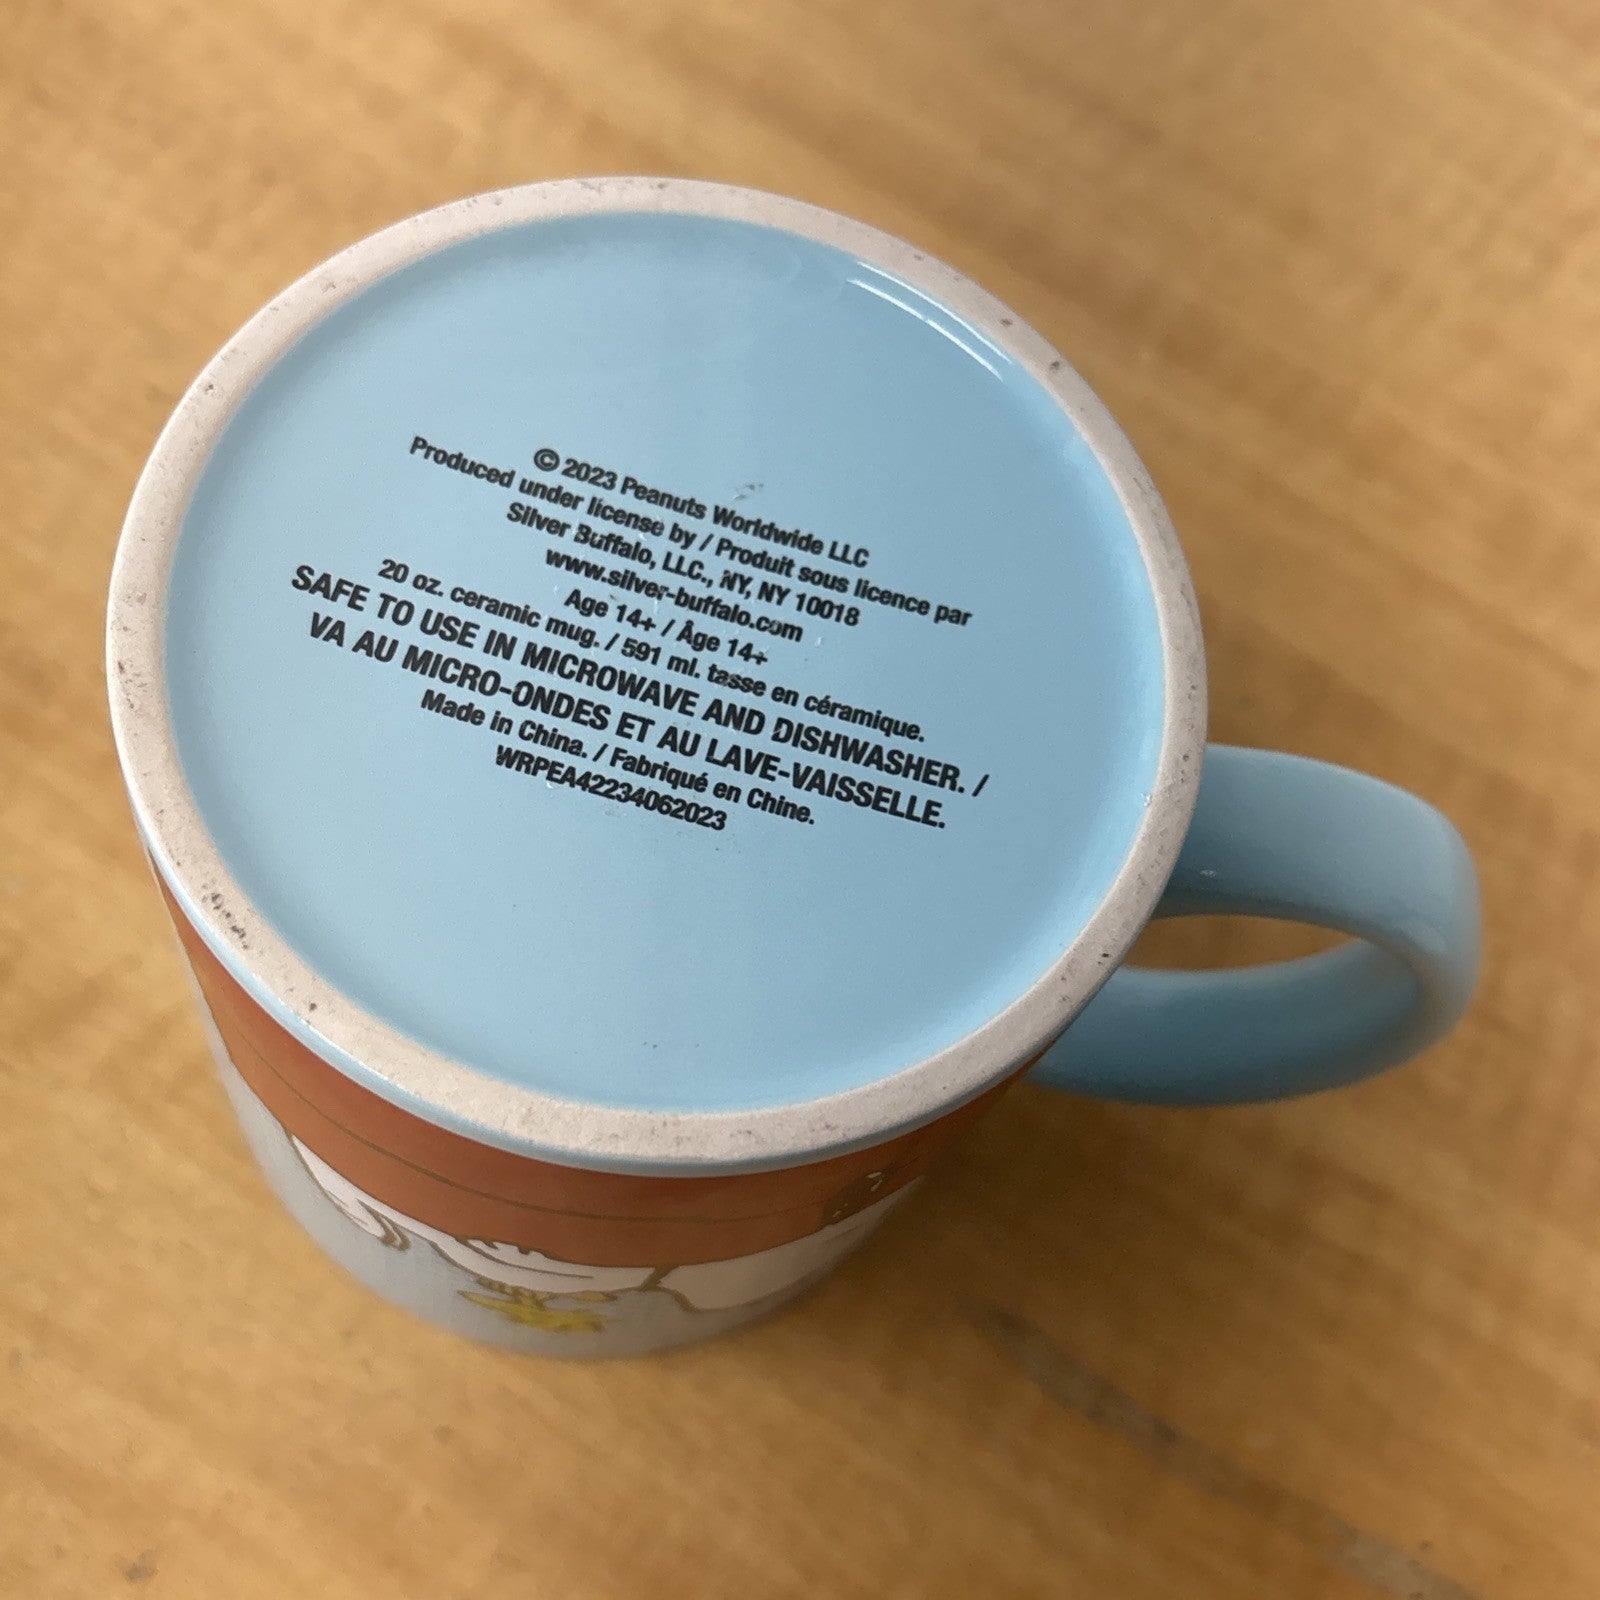 © 2023 Peanuts Worldwide LLC
Produced under license by / Produit sous licence par
Silver Buffalo, LLC., NY, NY 10018
www.silver-buffalo.com
Age 14+ / Âge 14+
20 oz. ceramic mug. / 591 ml. tasse en céramique.
SAFE TO USE IN MICROWAVE AND DISHWASHER. /
VA AU MICRO-ONDES ET AU LAVE-VAISSELLE.
Made in China. / Fabriqué en Chine.
WRPEA42234062023